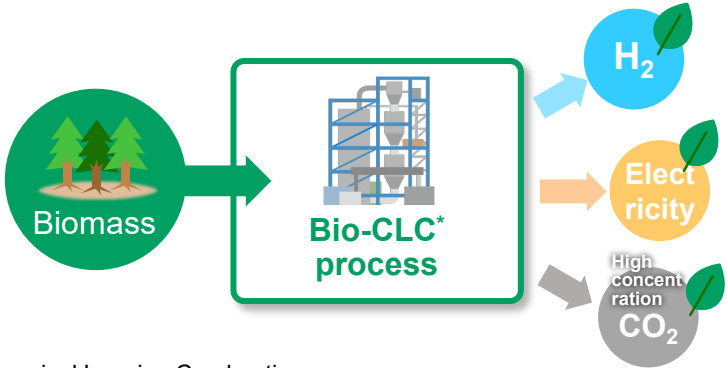 H₂
Biomass
Bio-CLC*
process
Elect
ricity
High
concent
ration
CO₂